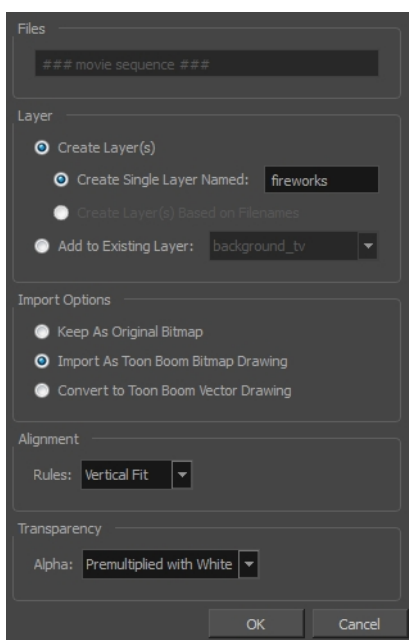 Files
### movie sequence ###
Layer
Create Layer(s)
Create Single Layer Named: fireworks
Create Layer(s) Based on Filenames
Add to Existing Layer: background_tv
Import Options
Keep As Original Bitmap
Import As Toon Boom Bitmap Drawing
Convert to Toon Boom Vector Drawing
Alignment
Rules: Vertical Fit
Transparency
Alpha: Premultiplied with White
OK Cancel